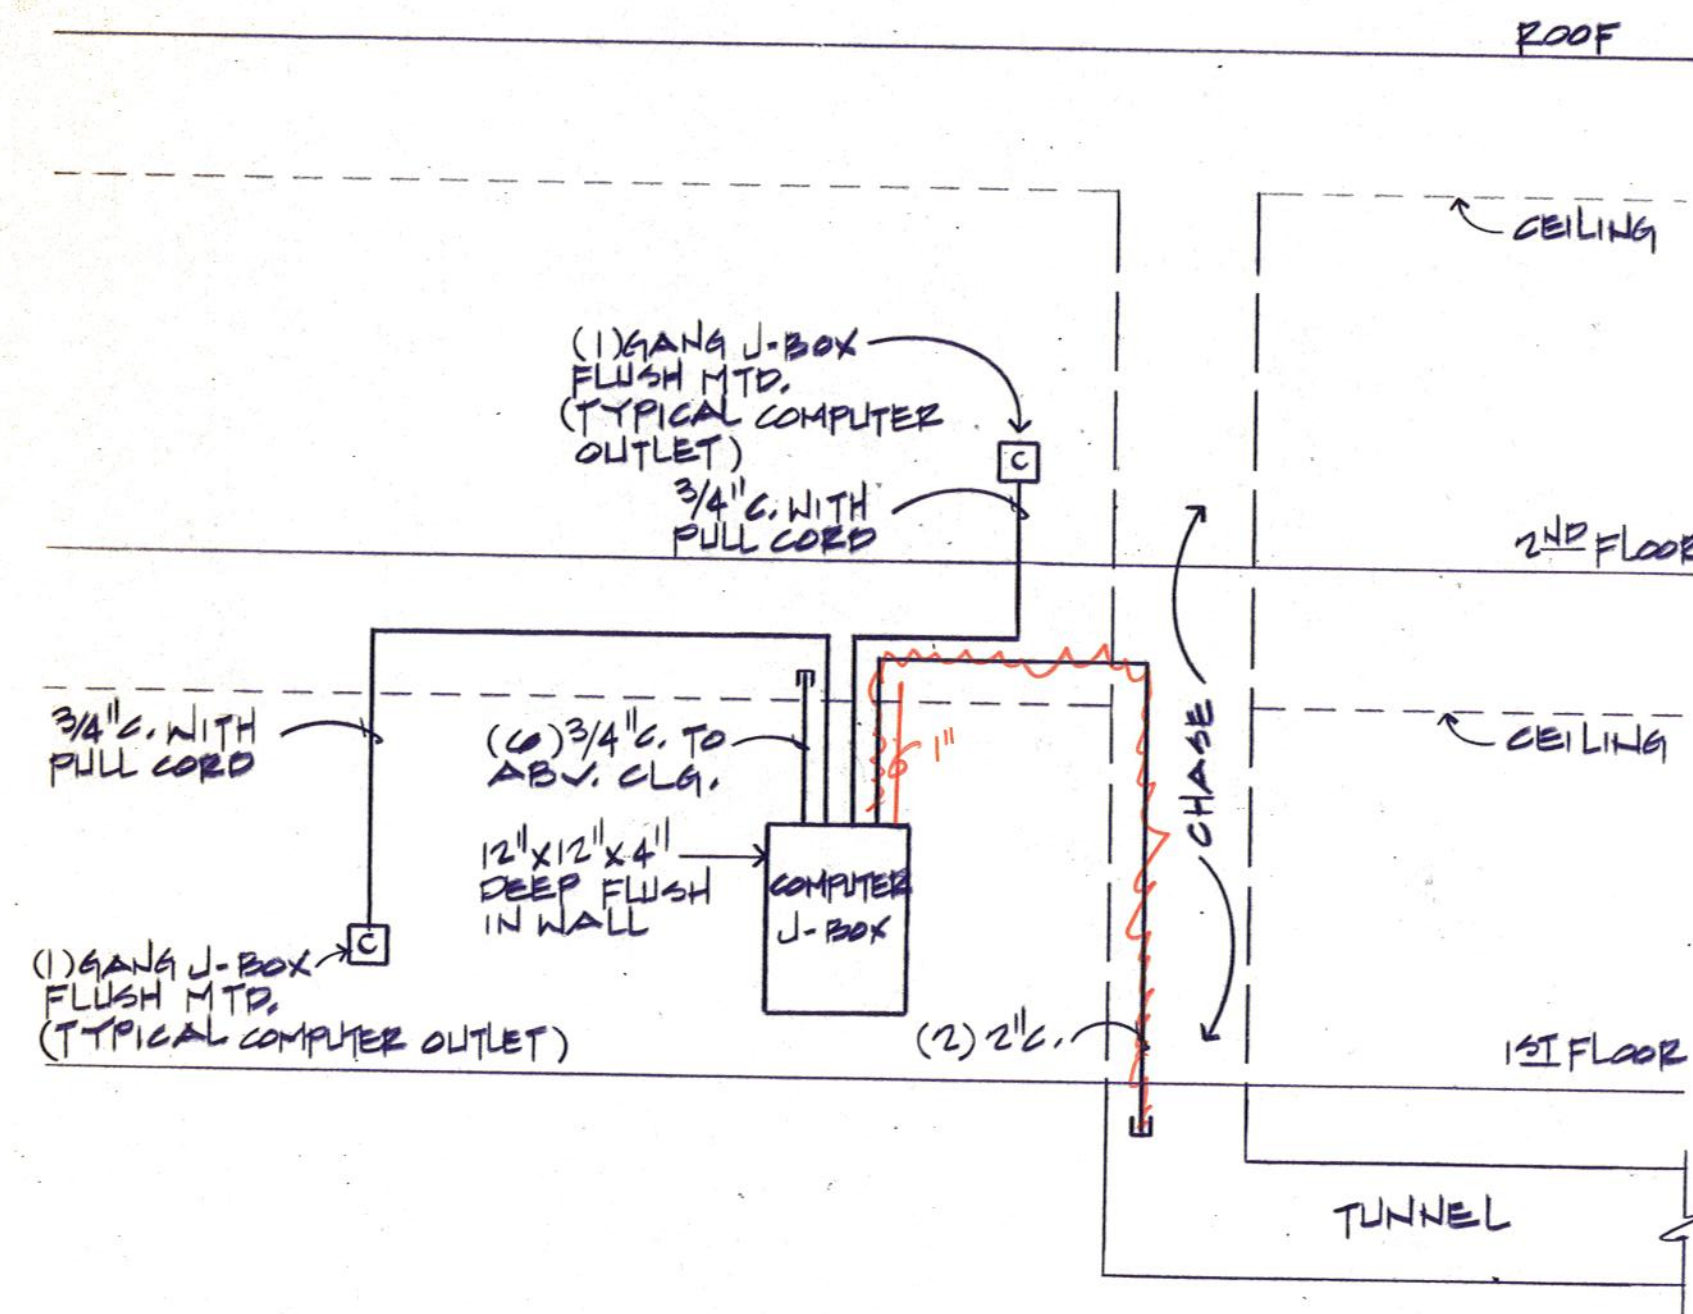 ROOF
CEILING
(1)GANG J-BOX
FLUSH MTD.
(TYPICAL COMPUTER
OUTLET)
C
3/4"C. WITH
PULL CORD
2ND FLOOR
3/4"C. WITH
PULL CORD
(6)3/4"C. TO
ABV. CLG.
1"
CHASE
CEILING
12"x12"x4"
DEEP FLUSH
IN WALL
COMPUTER
J-BOX
C
(1)GANG J-BOX
FLUSH MTD.
(TYPICAL COMPUTER OUTLET)
(2) 2"C.
1ST FLOOR
TUNNEL